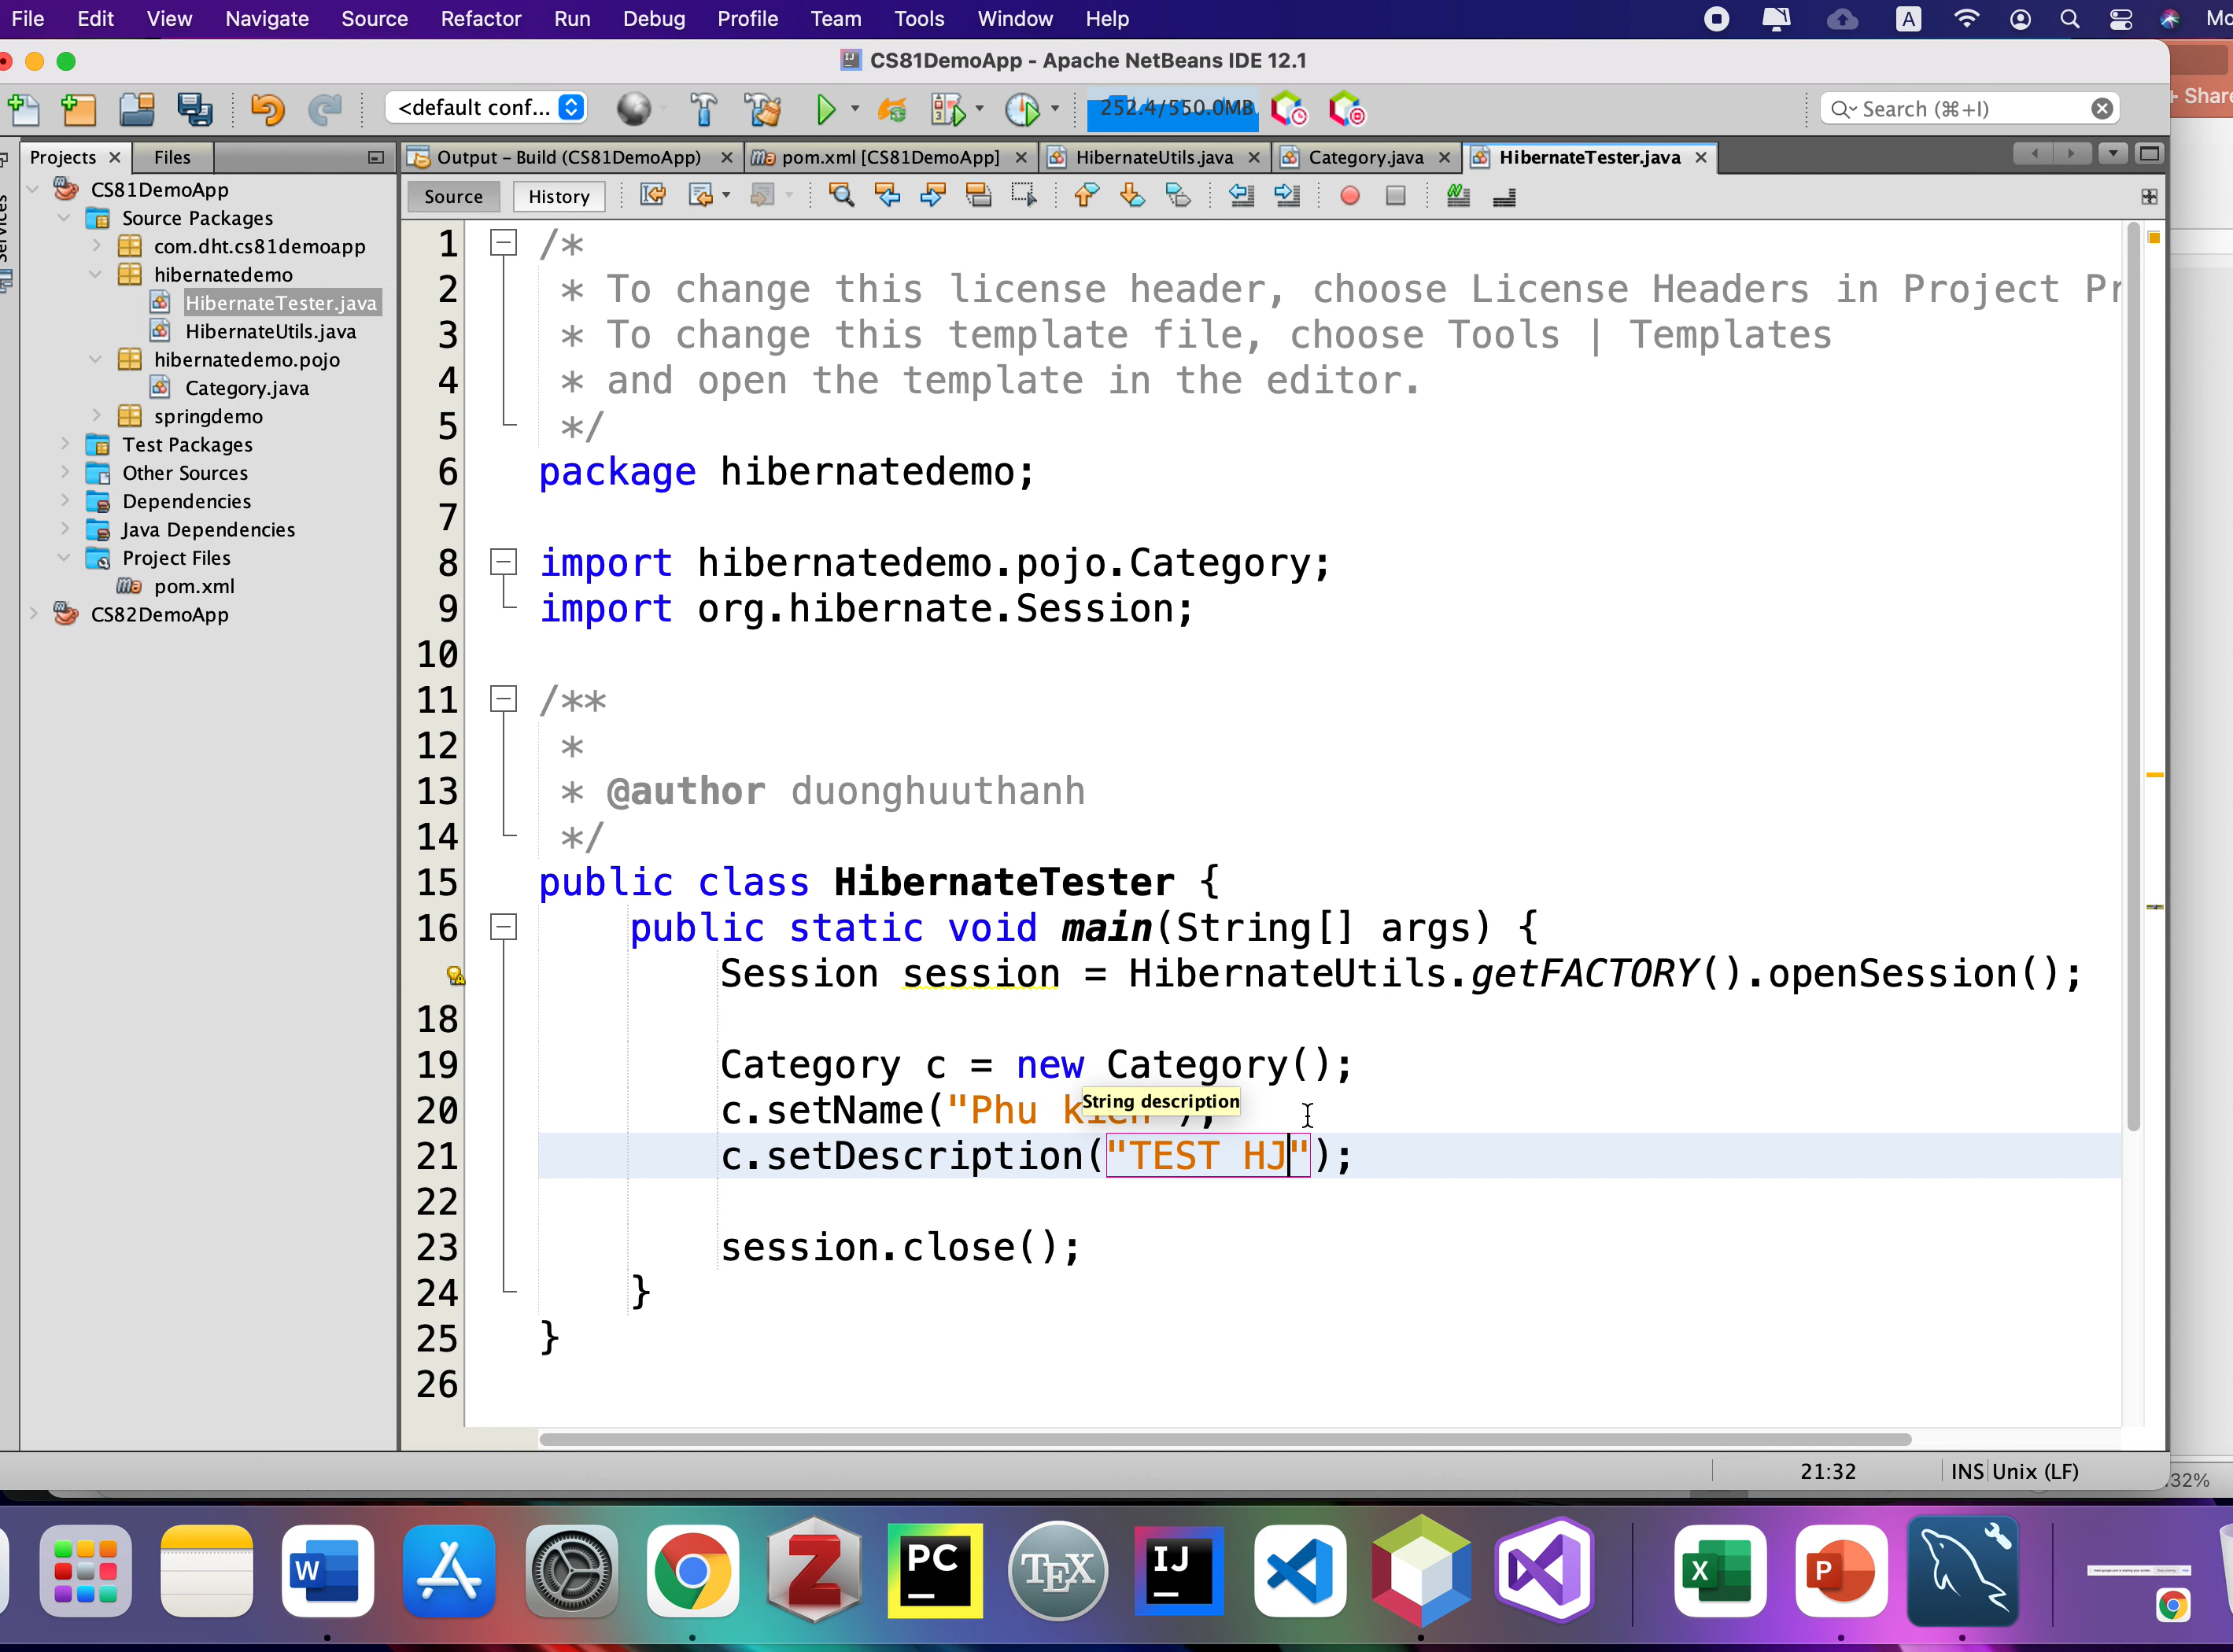 File Edit View Navigate Source Refactor Run Debug Profile Team Tools Window Help
CS81DemoApp - Apache NetBeans IDE 12.1
<default conf...
252.4/550.0MB
Search (⌘+I)
Share
Projects
Files
Output – Build (CS81DemoApp)
pom.xml [CS81DemoApp]
HibernateUtils.java
Category.java
HibernateTester.java
Services
Source
History
CS81DemoApp
Source Packages
com.dht.cs81demoapp
hibernatedemo
HibernateTester.java
HibernateUtils.java
hibernatedemo.pojo
Category.java
springdemo
Test Packages
Other Sources
Dependencies
Java Dependencies
Project Files
pom.xml
CS82DemoApp
1 /*
2 * To change this license header, choose License Headers in Project Pr
3 * To change this template file, choose Tools | Templates
4 * and open the template in the editor.
5 */
6 package hibernatedemo;
7
8 import hibernatedemo.pojo.Category;
9 import org.hibernate.Session;
10
11 /**
12 *
13 * @author duonghuuthanh
14 */
15 public class HibernateTester {
16 public static void main(String[] args) {
Session session = HibernateUtils.getFACTORY().openSession();
18
19 Category c = new Category();
String description
20 c.setName("Phu kien");
21 c.setDescription("TEST HJ");
22
23 session.close();
24 }
25 }
26
21:32
INS
Unix (LF)
32%
W
Z
PC
TEX
IJ
X
P